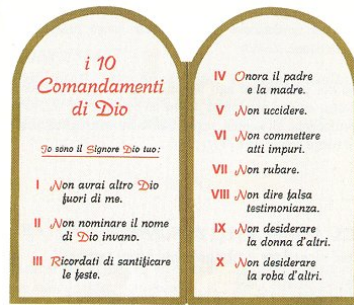 i 10
Comandamenti
di Dio
Io sono il Signore Dio tuo:
I Non avrai altro Dio
fuori di me.
II Non nominare il nome
di Dio invano.
III Ricordati di santificare
le feste.
IV Onora il padre
e la madre.
V Non uccidere.
VI Non commettere
atti impuri.
VII Non rubare.
VIII Non dire falsa
testimonianza.
IX Non desiderare
la donna d'altri.
X Non desiderare
la roba d'altri.